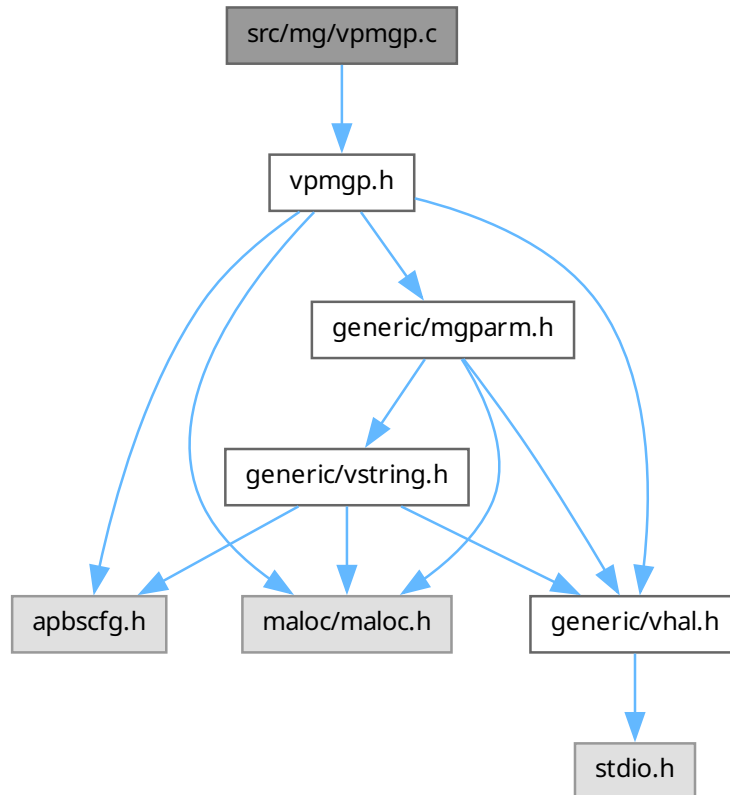 src/mg/vpmgp.c
vpmgp.h
generic/mgparm.h
generic/vstring.h
apbscfg.h
maloc/maloc.h
generic/vhal.h
stdio.h